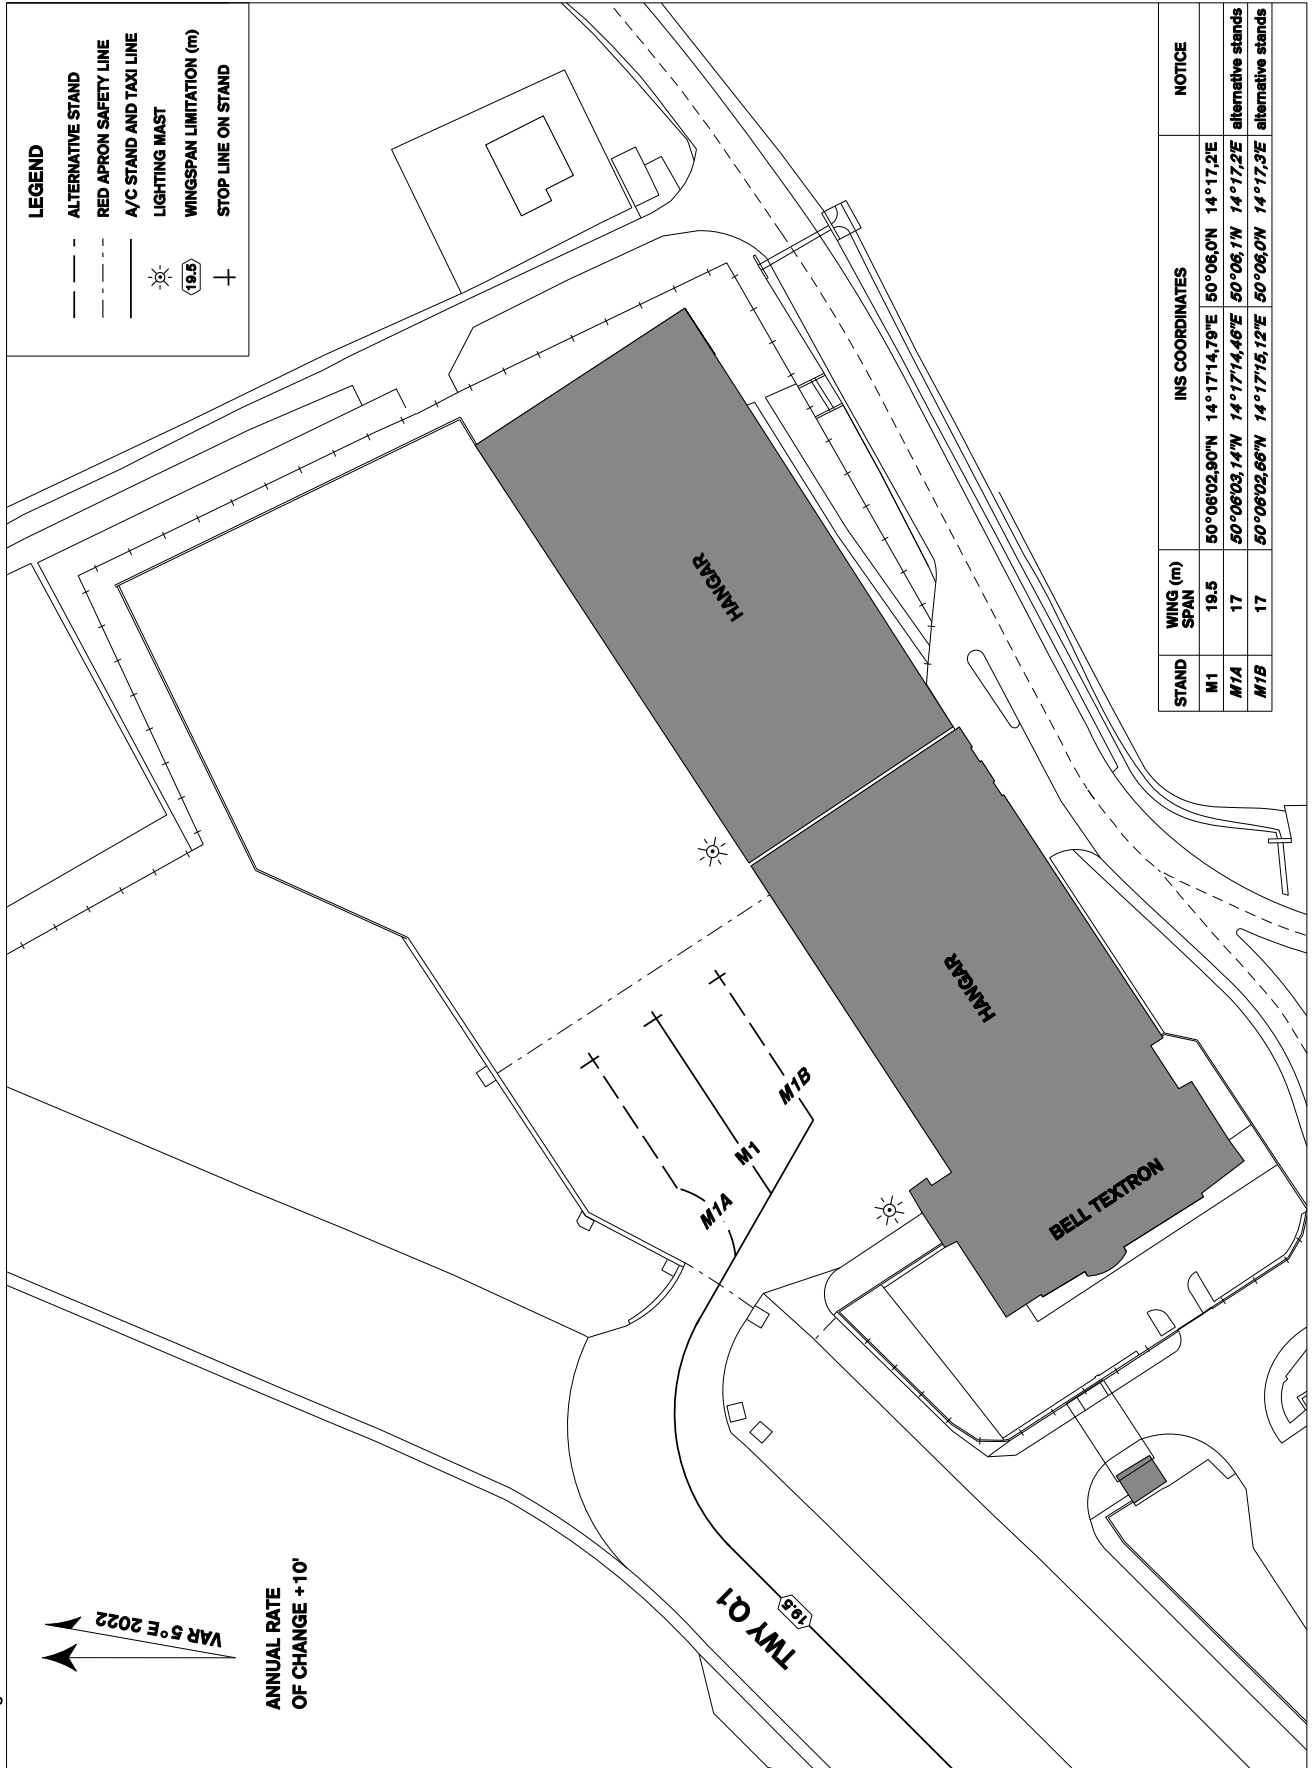 LEGEND
ALTERNATIVE STAND
RED APRON SAFETY LINE
A/C STAND AND TAXI LINE
LIGHTING MAST
19.5 WINGSPAN LIMITATION (m)
STOP LINE ON STAND
VAR 5°E 2022
ANNUAL RATE
OF CHANGE +10'
TWY Q1
19.5
M1A
M1
M1B
HANGAR
HANGAR
BELL TEXTRON
STAND WING (m) SPAN INS COORDINATES NOTICE
M1 19.5 50°06'02,90"N 14°17'14,79"E 50°06,0'N 14°17,2'E
M1A 17 50°06'03,14"N 14°17'14,46"E 50°06,1'N 14°17,2'E alternative stands
M1B 17 50°06'02,66"N 14°17'15,12"E 50°06,0'N 14°17,3'E alternative stands